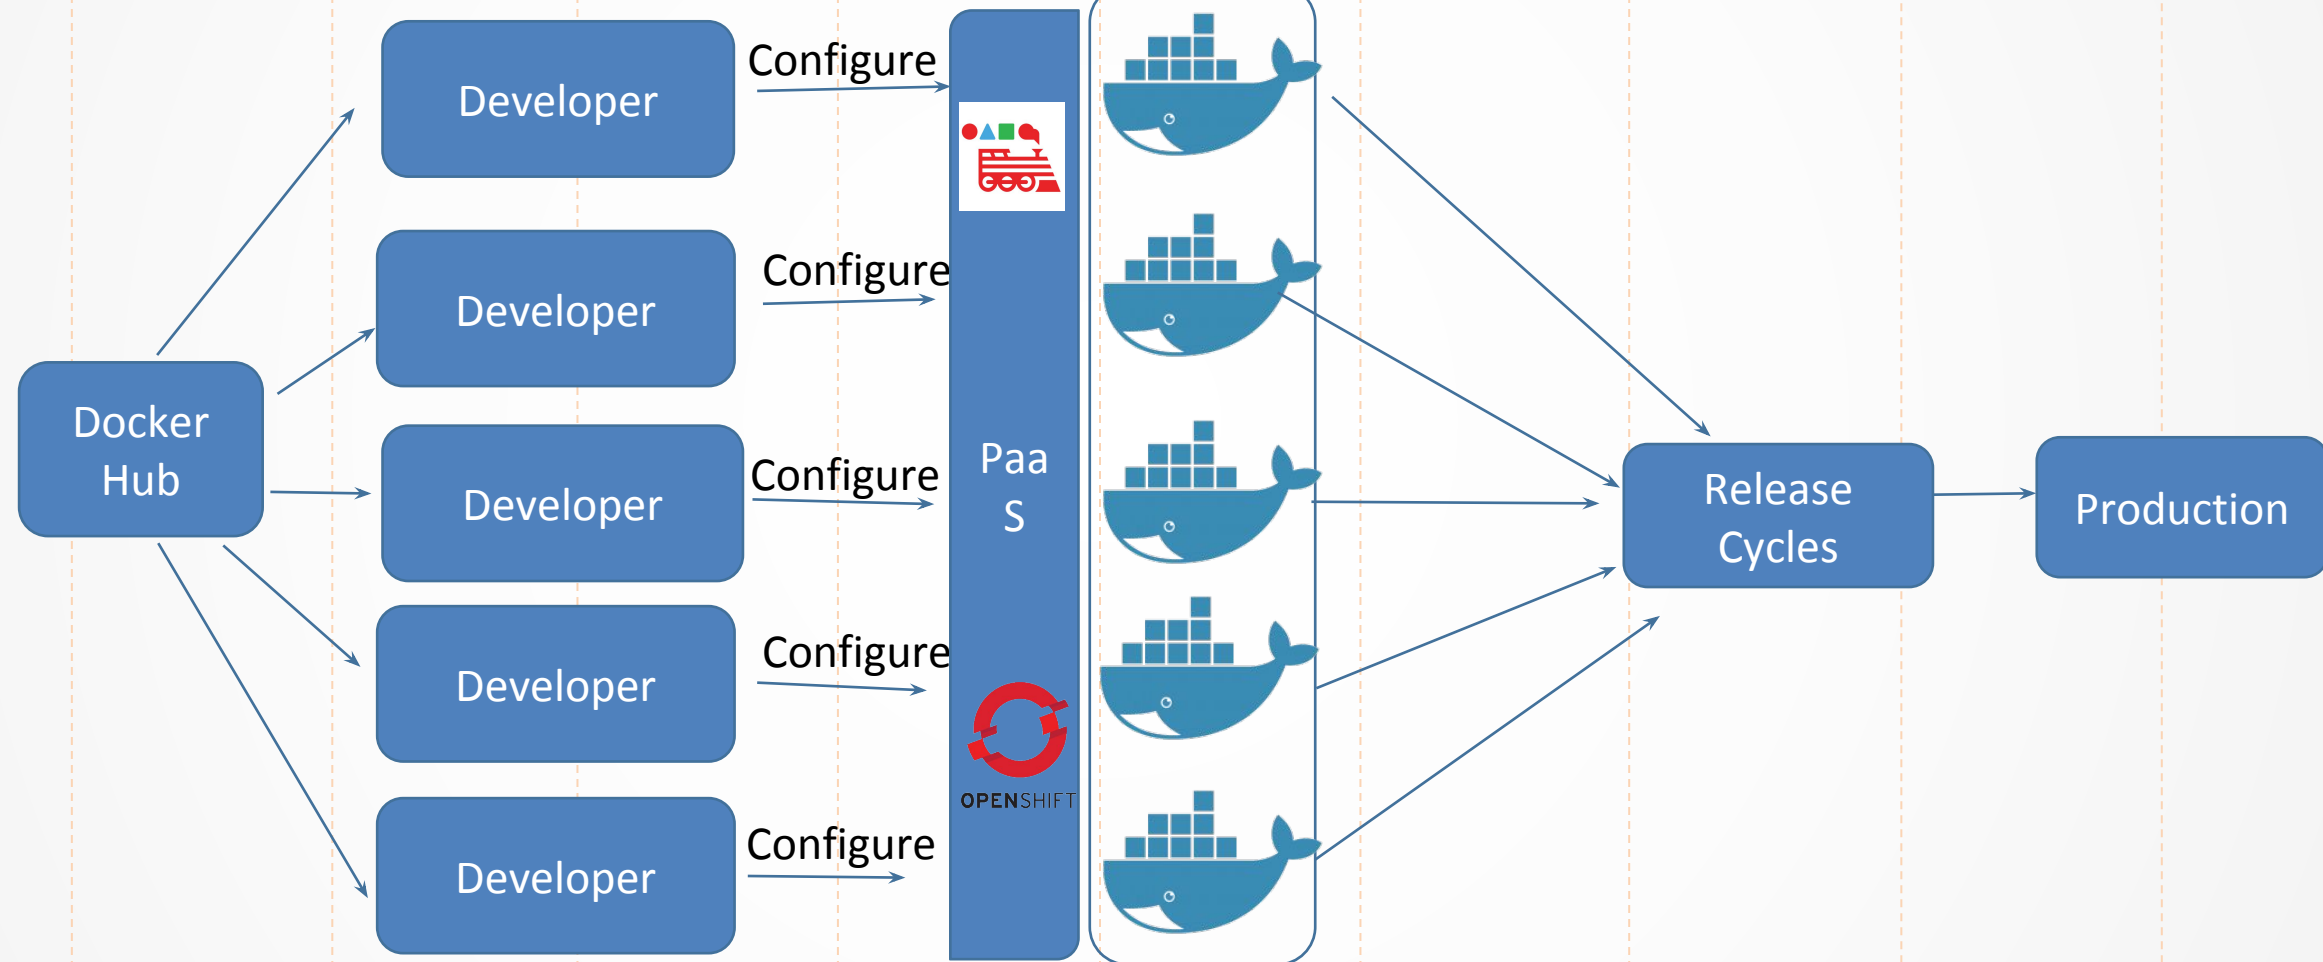 Developer
Configure
Developer
Configure
Docker
Hub
Developer
Configure
Developer
Configure
Developer
Configure
Paa
S
OPENSHIFT
Release
Cycles
Production